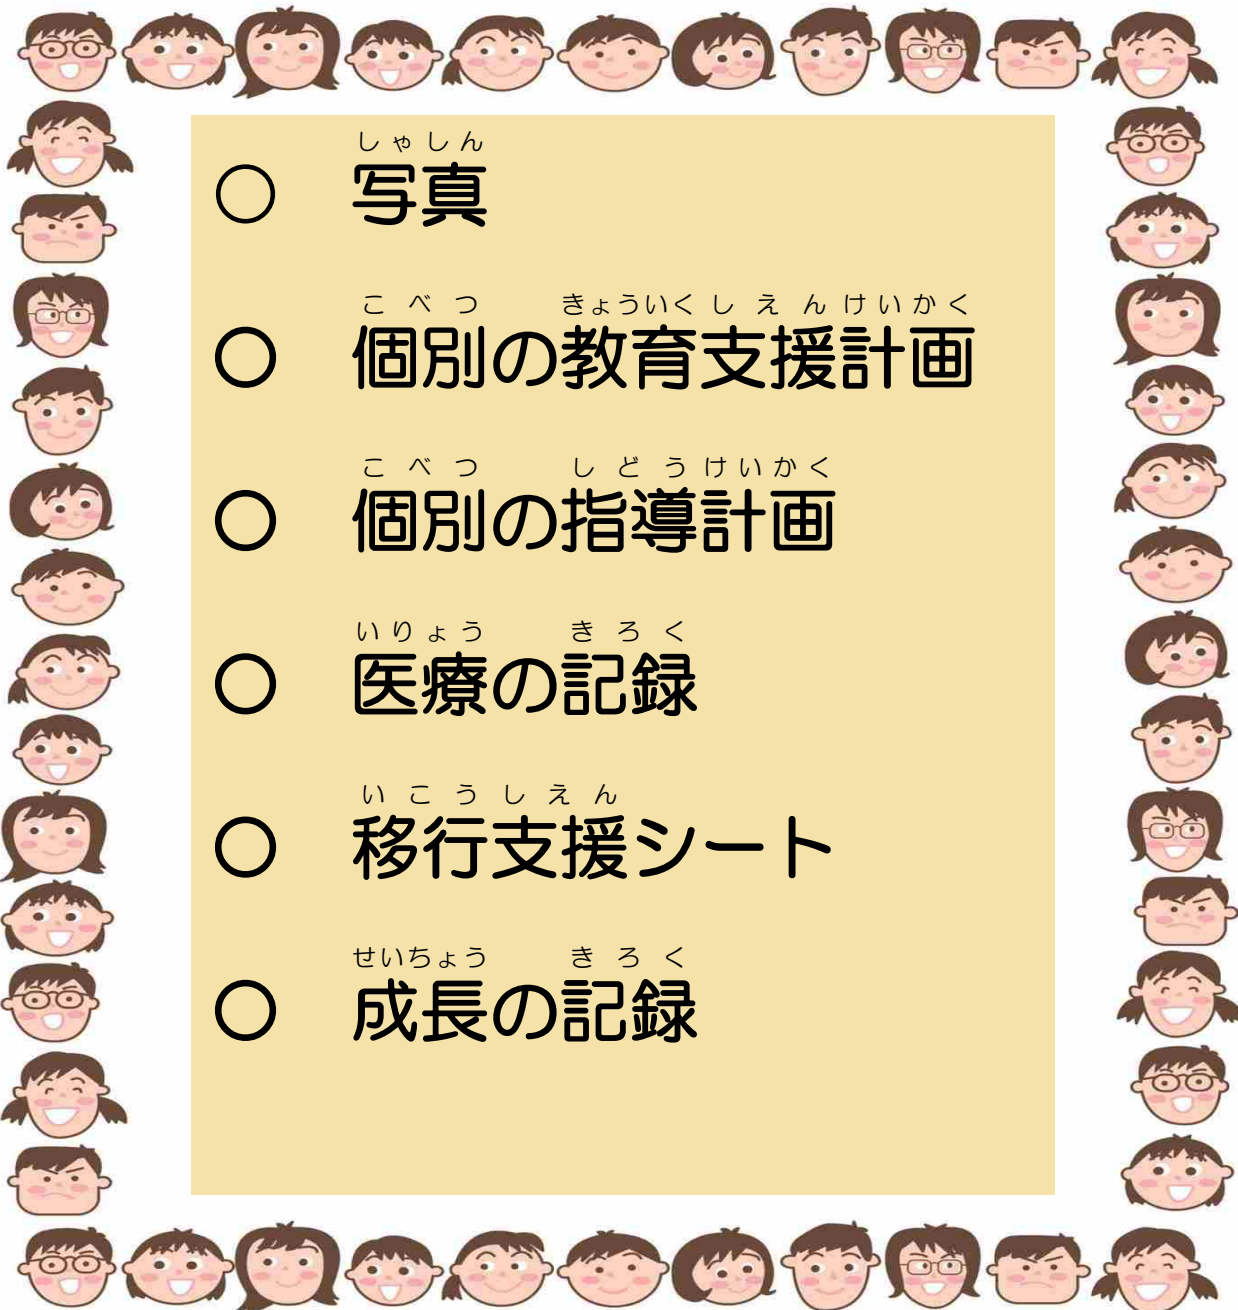 しゃしん
○ 写真
こべつ きょういくしえんけいかく
○ 個別の教育支援計画
こべつ しどうけいかく
○ 個別の指導計画
いりょう きろく
○ 医療の記録
いこうしえん
○ 移行支援シート
せいちょう きろく
○ 成長の記録